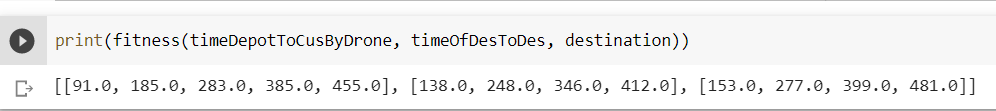 print(fitness(timeDepotToCusByDrone, timeOfDesToDes, destination))
[[91.0, 185.0, 283.0, 385.0, 455.0], [138.0, 248.0, 346.0, 412.0], [153.0, 277.0, 399.0, 481.0]]